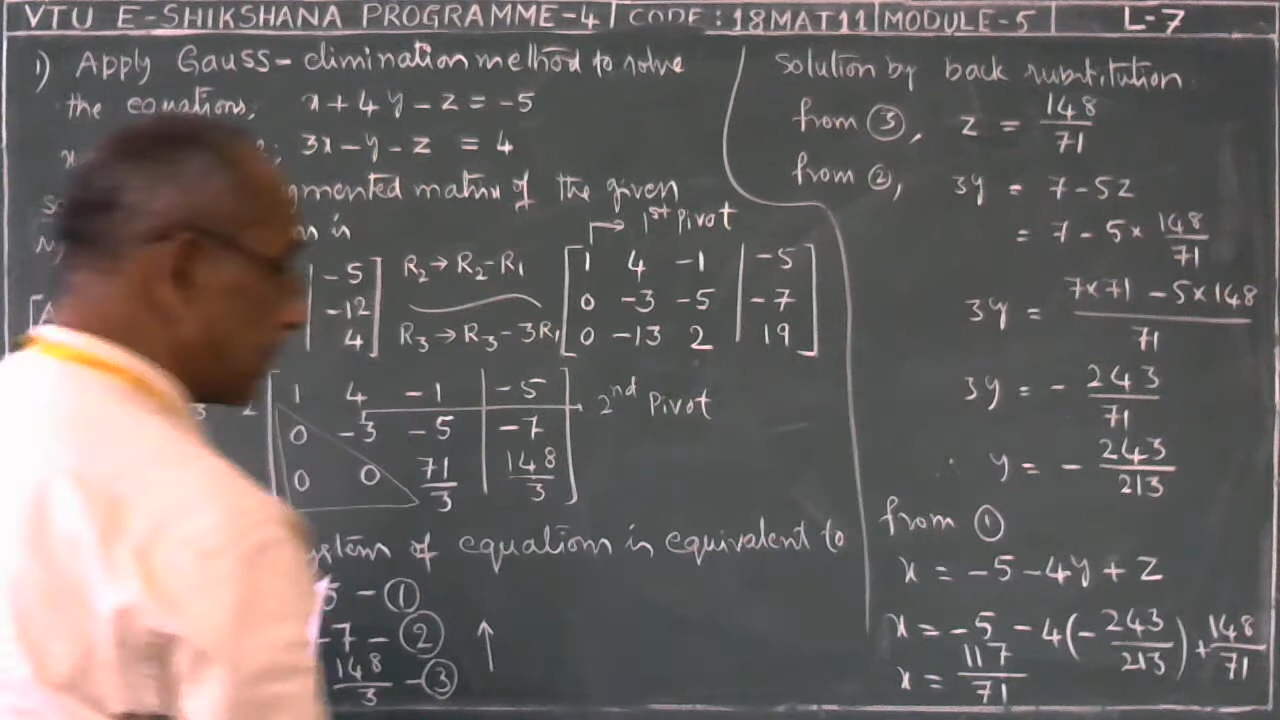 VTU E-SHIKSHANA PROGRAMME-4 | CODE : 18MAT11 | MODULE-5 | L-7
1) Apply Gauss-elimination method to solve
the equations, x + 4y - z = -5
3x - y - z = 4
augmented matrix of the given
is
| -5 ]
| -12
| 4 ]
R2 → R2 - R1
R3 → R3 - 3R1
1st Pivot
[ 1 4 -1 | -5 ]
0 -3 -5 | -7
[ 0 -13 2 | 19 ]
[ 1 4 -1 | -5 ] 2nd Pivot
0 -3 -5 | -7
[ 0 0 71/3 | 148/3 ]
system of equations is equivalent to
5 - ①
-7 - ②
148/3 - ③
Solution by back substitution
from ③, z = 148/71
from ②, 3y = 7 - 5z
= 7 - 5 × 148/71
3y = 7×71 - 5×148 / 71
3y = - 243/71
∴ y = - 243/213
from ①
x = -5 - 4y + z
x = -5 - 4(- 243/213) + 148/71
x = 117/71